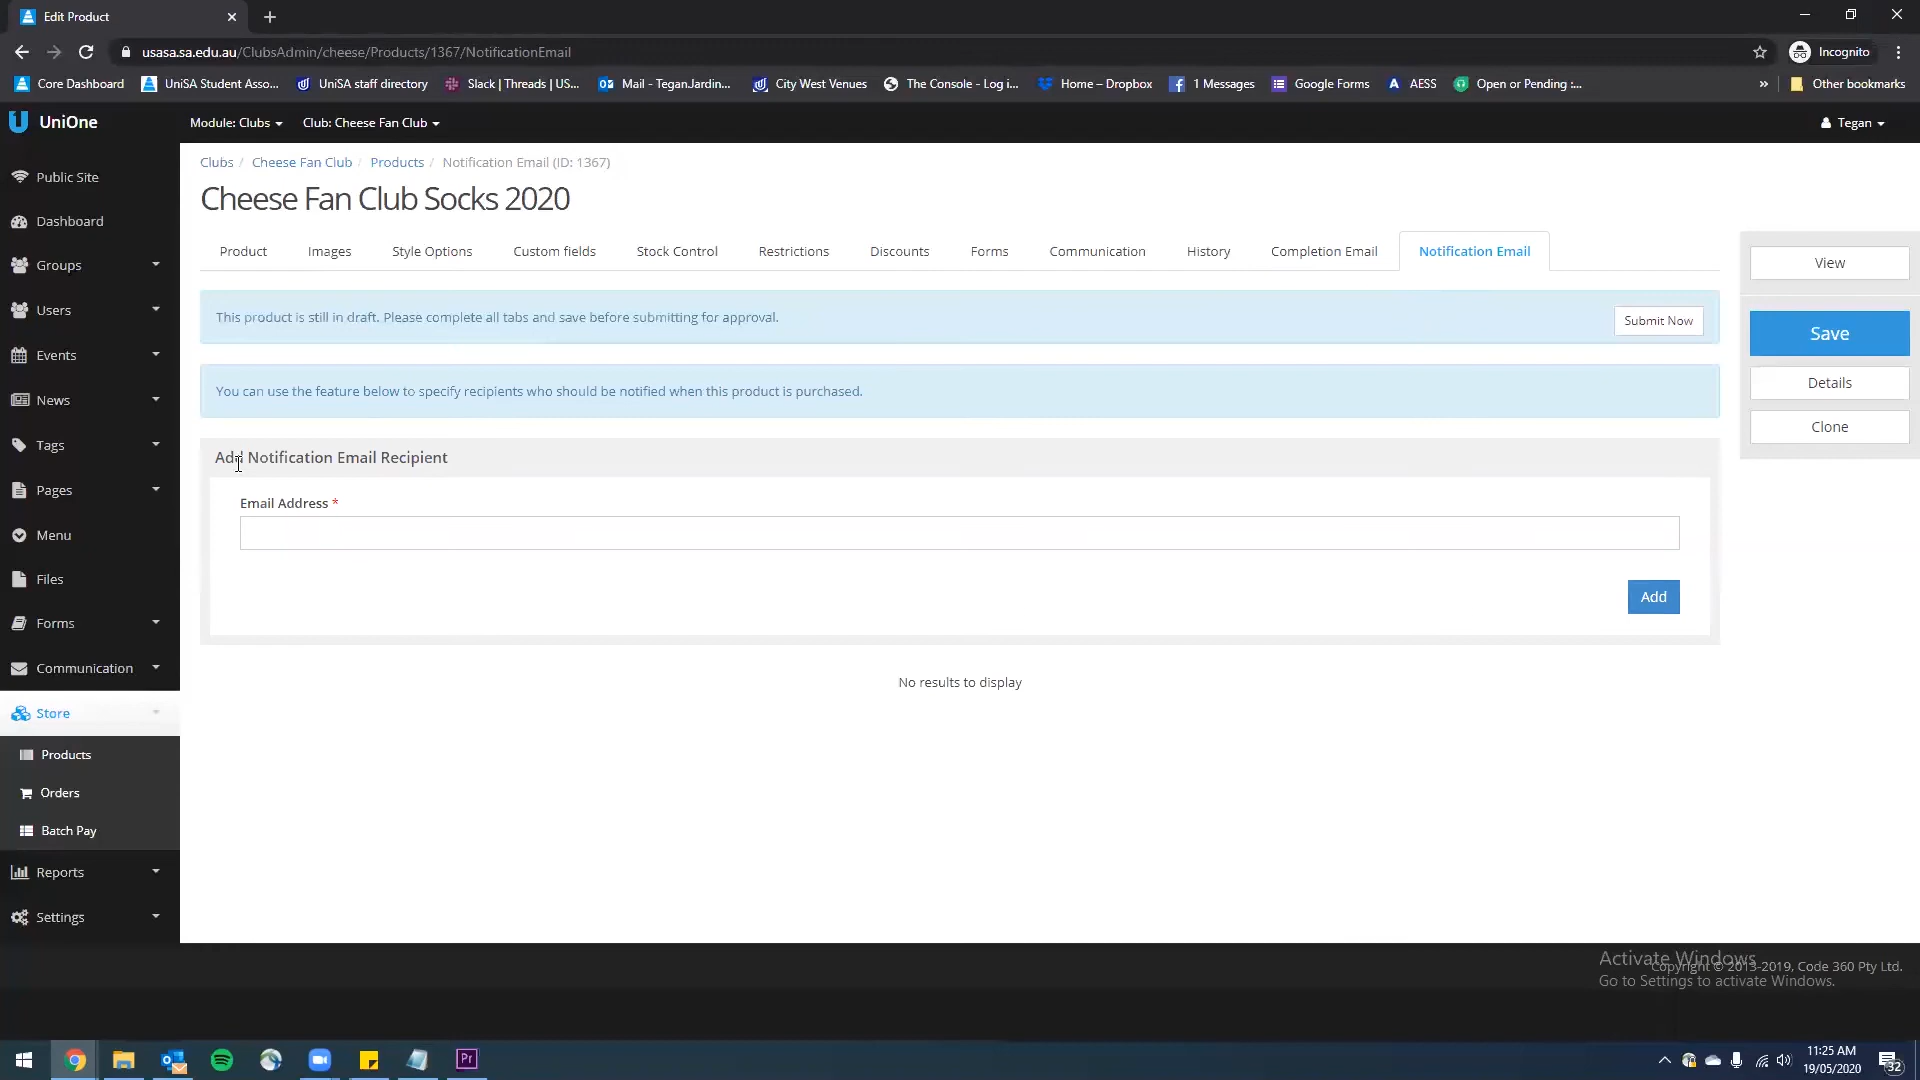 Edit Product
usasa.sa.edu.au/ClubsAdmin/cheese/Products/1367/NotificationEmail
Incognito
Core Dashboard
UniSA Student Asso...
UniSA staff directory
Slack | Threads | US...
Mail - TeganJardin...
City West Venues
The Console - Log i...
Home – Dropbox
1 Messages
Google Forms
AESS
Open or Pending :...
»
Other bookmarks
UniOne
Module: Clubs
Club: Cheese Fan Club
Tegan
Public Site
Dashboard
Groups
Users
Events
News
Tags
Pages
Menu
Files
Forms
Communication
Store
Products
Orders
Batch Pay
Reports
Settings
Clubs / Cheese Fan Club / Products / Notification Email (ID: 1367)
Cheese Fan Club Socks 2020
Product
Images
Style Options
Custom fields
Stock Control
Restrictions
Discounts
Forms
Communication
History
Completion Email
Notification Email
This product is still in draft. Please complete all tabs and save before submitting for approval.
Submit Now
You can use the feature below to specify recipients who should be notified when this product is purchased.
Add Notification Email Recipient
Email Address *
Add
No results to display
View
Save
Details
Clone
Activate Windows
Go to Settings to activate Windows.
Copyright © 2013-2019, Code 360 Pty Ltd.
Pr
11:25 AM
19/05/2020
32